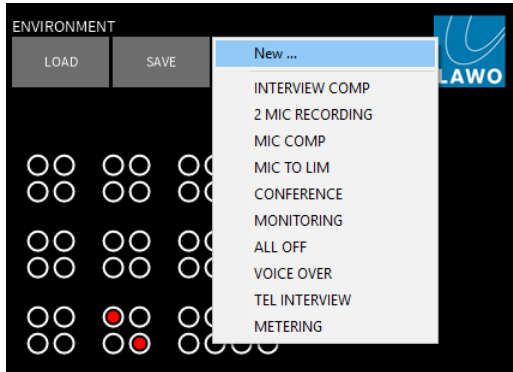 ENVIRONMENT
LOAD
SAVE
New ...
INTERVIEW COMP
2 MIC RECORDING
MIC COMP
MIC TO LIM
CONFERENCE
MONITORING
ALL OFF
VOICE OVER
TEL INTERVIEW
METERING
LAWO